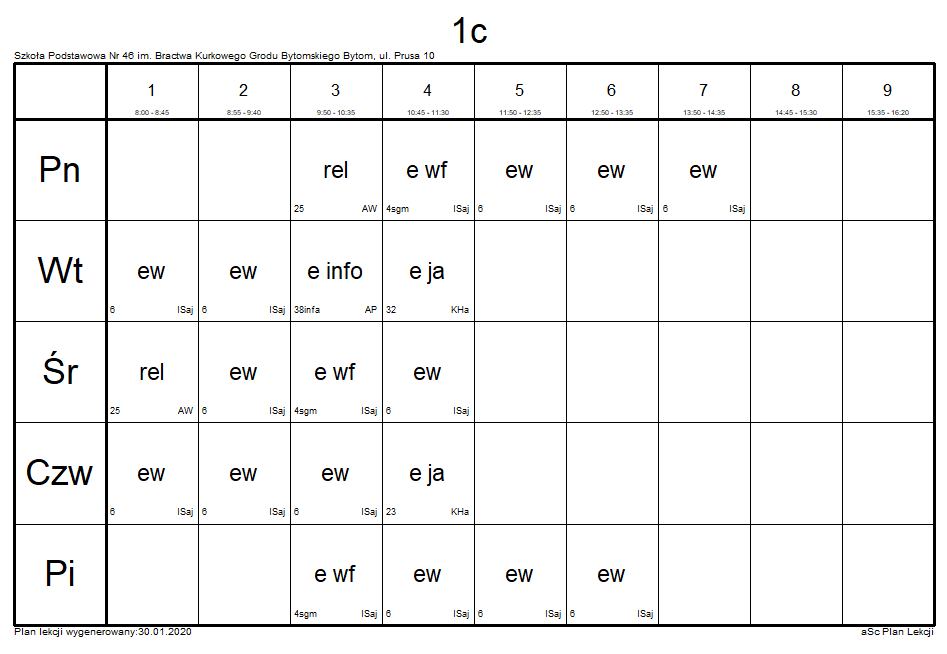 1c
Szkoła Podstawowa Nr 46 im. Bractwa Kurkowego Grodu Bytomskiego Bytom, ul. Prusa 10
1 2 3 4 5 6 7 8 9
8:00 - 8:45 8:55 - 9:40 9:50 - 10:35 10:45 - 11:30 11:50 - 12:35 12:50 - 13:35 13:50 - 14:35 14:45 - 15:30 15:35 - 16:20
Pn rel e wf ew ew ew
25 AW 4sgm ISaj 6 ISaj 6 ISaj 6 ISaj
Wt ew ew e info e ja
6 ISaj 6 ISaj 38infa AP 32 KHa
Śr rel ew e wf ew
25 AW 6 ISaj 4sgm ISaj 6 ISaj
Czw ew ew ew e ja
6 ISaj 6 ISaj 6 ISaj 23 KHa
Pi e wf ew ew ew
4sgm ISaj 6 ISaj 6 ISaj 6 ISaj
Plan lekcji wygenerowany:30.01.2020 aSc Plan Lekcji